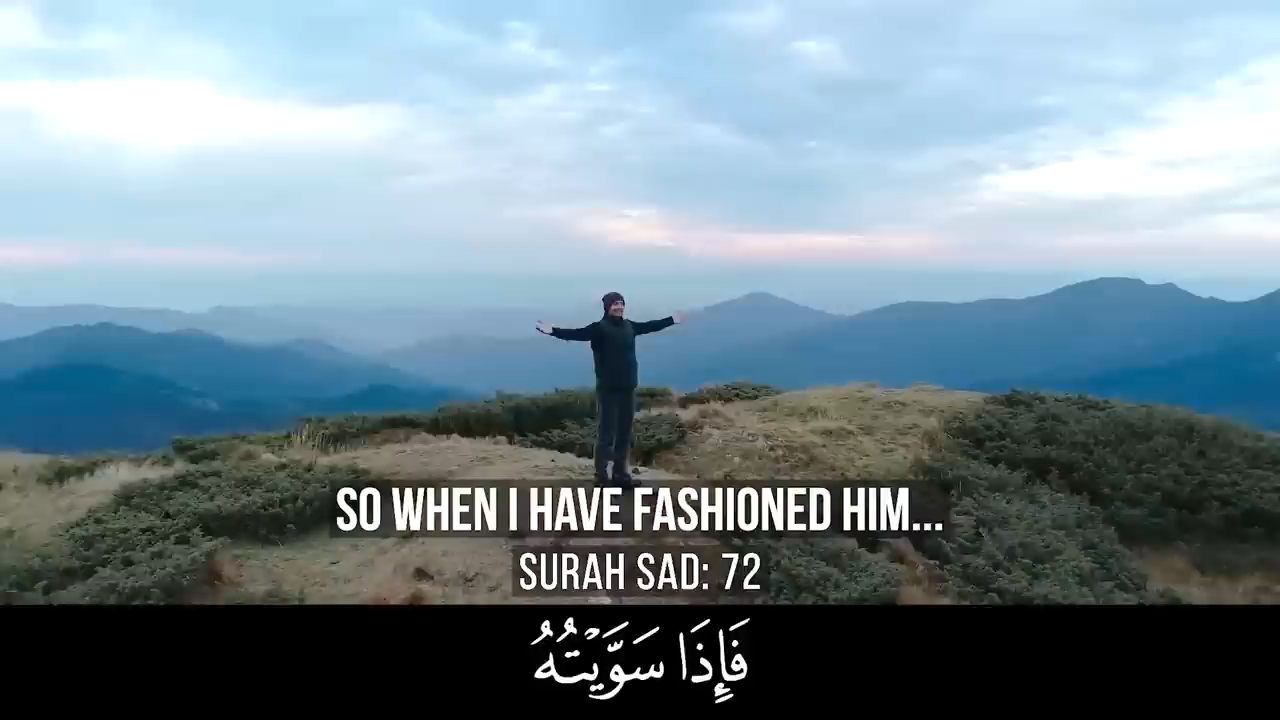 SO WHEN I HAVE FASHIONED HIM...
SURAH SAD: 72
فَإِذَا سَوَّيْتُهُۥ